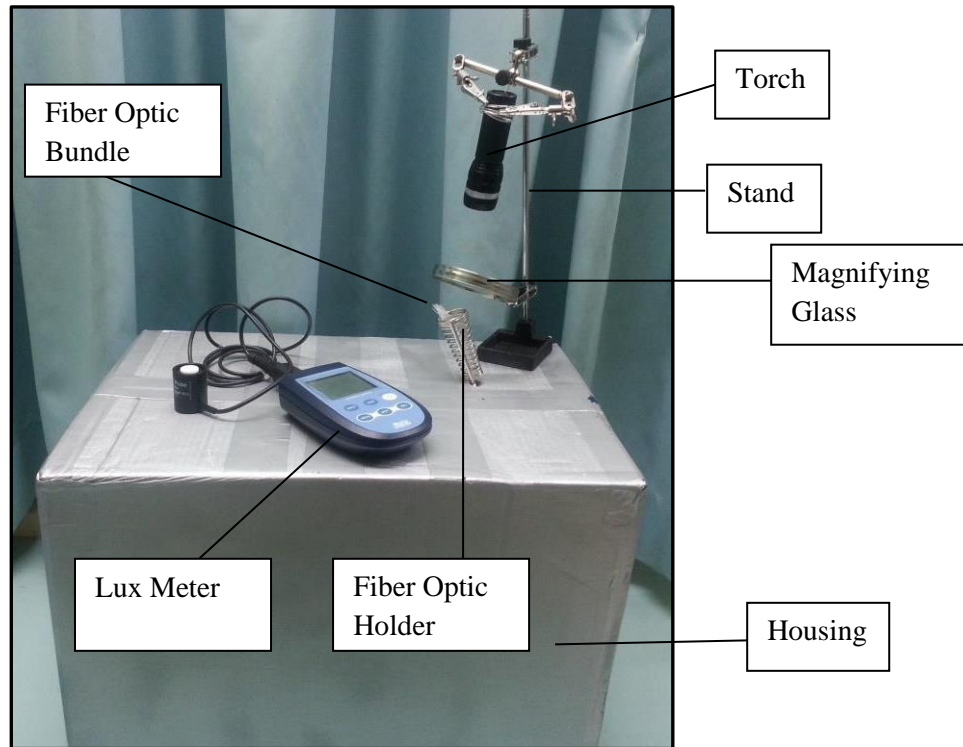 Torch
Fiber Optic
Bundle
Stand
Magnifying
Glass
Lux Meter
Fiber Optic
Holder
Housing